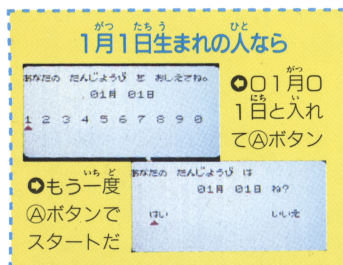 1月1日生まれの人なら
あなたの たんじょうび を おしえてね。
01月 01日
1 2 3 4 5 6 7 8 9 0
01月0
1日と入れ
てⒶボタン
もう一度
Ⓐボタンで
スタートだ
あなたの たんじょうび は
01月 01日 ね?
はい いいえ